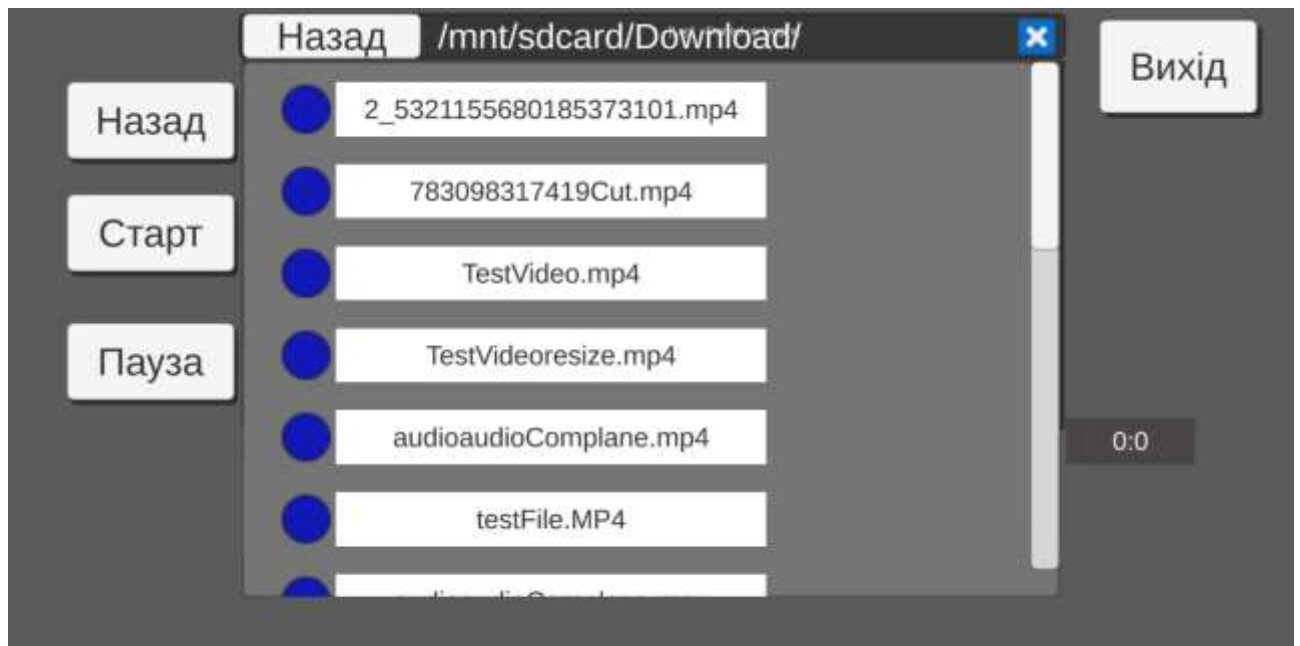 Назад /mnt/sdcard/Download/
Вихід
Назад
Старт
Пауза
2_5321155680185373101.mp4
783098317419Cut.mp4
TestVideo.mp4
TestVideoresize.mp4
audioaudioComplane.mp4
testFile.MP4
0:0